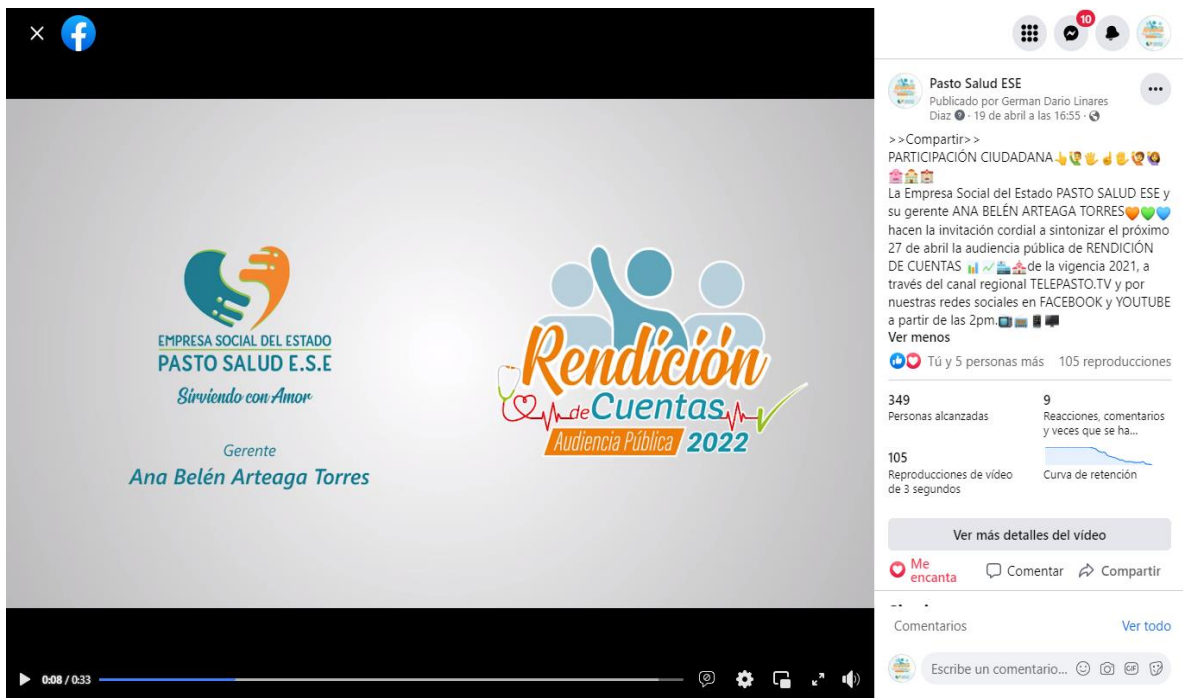 10
EMPRESA SOCIAL DEL ESTADO
PASTO SALUD E.S.E
Sirviendo con Amor
Gerente
Ana Belén Arteaga Torres
Rendición
de Cuentas
Audiencia Pública 2022
0:08 / 0:33
Pasto Salud ESE
Publicado por German Dario Linares
Diaz · 19 de abril a las 16:55 ·
>>Compartir>>
PARTICIPACIÓN CIUDADANA👆🙋🖐☝✋🙋🙆
🏩🏠🏫
La Empresa Social del Estado PASTO SALUD ESE y
su gerente ANA BELÉN ARTEAGA TORRES🧡💚💙
hacen la invitación cordial a sintonizar el próximo
27 de abril la audiencia pública de RENDICIÓN
DE CUENTAS 📊 📈 de la vigencia 2021, a
través del canal regional TELEPASTO.TV y por
nuestras redes sociales en FACEBOOK y YOUTUBE
a partir de las 2pm.
Ver menos
Tú y 5 personas más 105 reproducciones
349
Personas alcanzadas
9
Reacciones, comentarios
y veces que se ha...
105
Reproducciones de vídeo
de 3 segundos
Curva de retención
Ver más detalles del vídeo
Me
encanta
Comentar
Compartir
Comentarios
Ver todo
Escribe un comentario...
GIF